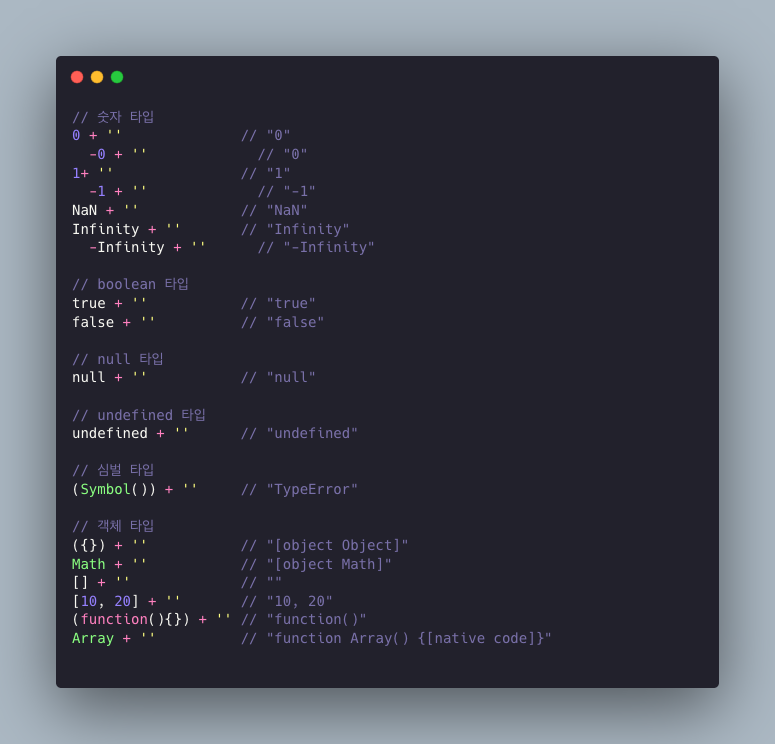 // 숫자 타입
0 + ''              // "0"
  -0 + ''             // "0"
1+ ''               // "1"
  -1 + ''             // "-1"
NaN + ''            // "NaN"
Infinity + ''       // "Infinity"
  -Infinity + ''      // "-Infinity"
// boolean 타입
true + ''           // "true"
false + ''          // "false"
// null 타입
null + ''           // "null"
// undefined 타입
undefined + ''      // "undefined"
// 심벌 타입
(Symbol()) + ''     // "TypeError"
// 객체 타입
({}) + ''           // "[object Object]"
Math + ''           // "[object Math]"
[] + ''             // ""
[10, 20] + ''       // "10, 20"
(function(){}) + '' // "function()"
Array + ''          // "function Array() {[native code]}"